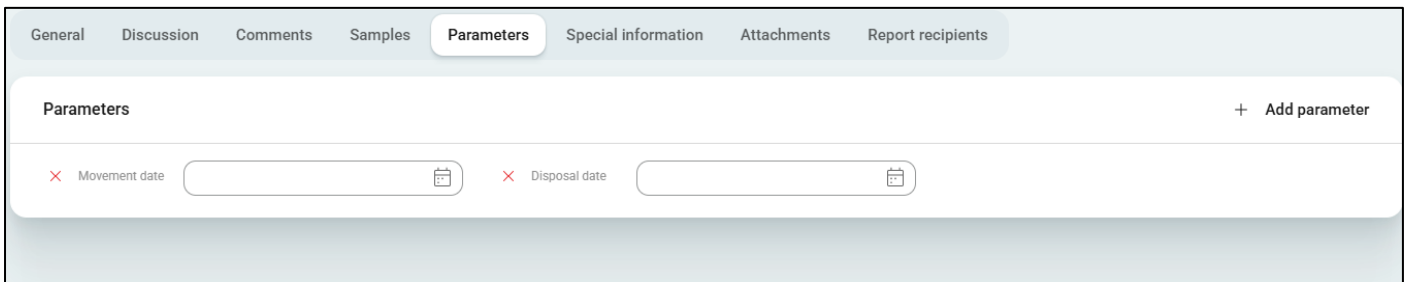 General Discussion Comments Samples Parameters Special information Attachments Report recipients
Parameters + Add parameter
Movement date Disposal date